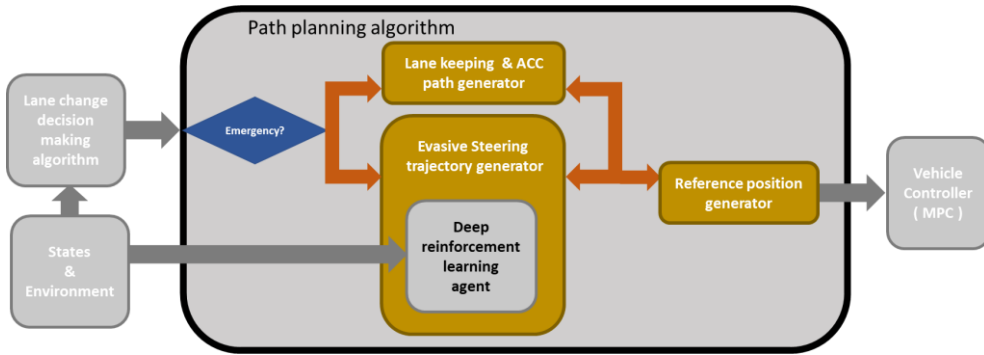 Path planning algorithm
Lane keeping & ACC
path generator
Lane change
decision
making
algorithm
Emergency?
Evasive Steering
trajectory generator
Reference position
generator
Vehicle
Controller
( MPC )
States
&
Environment
Deep
reinforcement
learning
agent